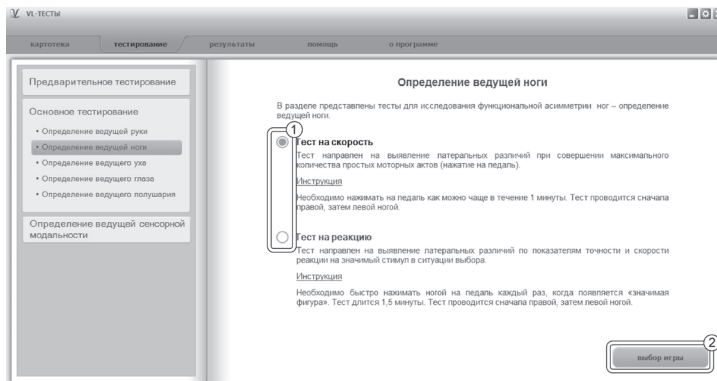 VL-ТЕСТЫ
картотека тестирование результаты помощь о программе
Предварительное тестирование
Основное тестирование
• Определение ведущей руки
• Определение ведущей ноги
• Определение ведущего уха
• Определение ведущего глаза
• Определение ведущего полушария
Определение ведущей сенсорной
модальности
Определение ведущей ноги
В разделе представлены тесты для исследования функциональной асимметрии ног – определение
ведущей ноги.
1
Тест на скорость
Тест направлен на выявление латеральных различий при совершении максимального
количества простых моторных актов (нажатие на педаль).
Инструкция
Необходимо нажимать на педаль как можно чаще в течение 1 минуты. Тест проводится сначала
правой, затем левой ногой.
Тест на реакцию
Тест направлен на выявление латеральных различий по показателям точности и скорости
реакции на значимый стимул в ситуации выбора.
Инструкция
Необходимо быстро нажимать ногой на педаль каждый раз, когда появляется «значимая
фигура». Тест длится 1,5 минуты. Тест проводится сначала правой, затем левой ногой.
2
выбор игры